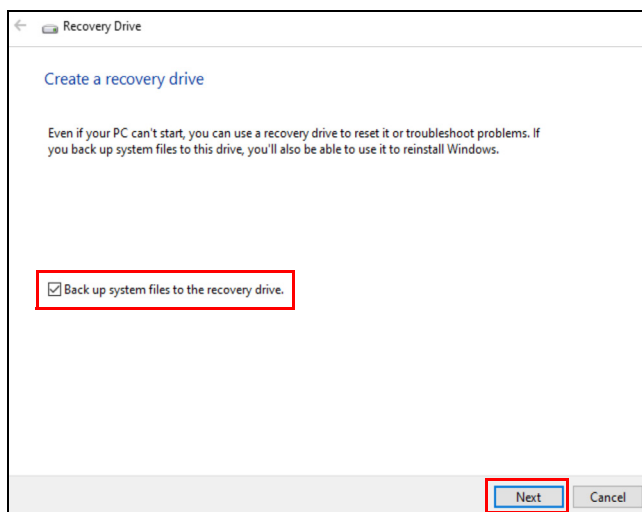 Recovery Drive
Create a recovery drive
Even if your PC can't start, you can use a recovery drive to reset it or troubleshoot problems. If
you back up system files to this drive, you'll also be able to use it to reinstall Windows.
Back up system files to the recovery drive.
Next
Cancel